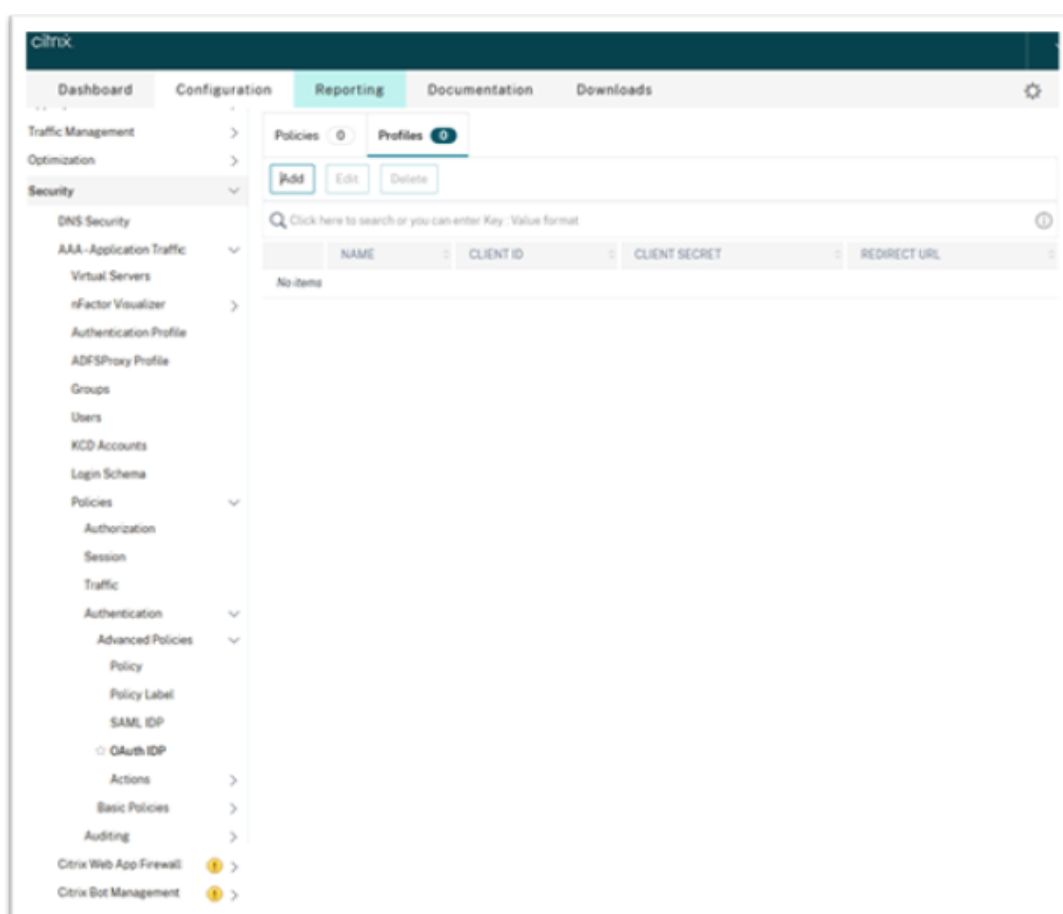 citrix
Dashboard Configuration Reporting Documentation Downloads
Traffic Management
Optimization
Security
DNS Security
AAA - Application Traffic
Virtual Servers
nFactor Visualizer
Authentication Profile
ADFSProxy Profile
Groups
Users
KCD Accounts
Login Schema
Policies
Authorization
Session
Traffic
Authentication
Advanced Policies
Policy
Policy Label
SAML IDP
OAuth IDP
Actions
Basic Policies
Auditing
Citrix Web App Firewall
Citrix Bot Management
Policies 0 Profiles 0
Add Edit Delete
Click here to search or you can enter Key : Value format
NAME CLIENT ID CLIENT SECRET REDIRECT URL
No items